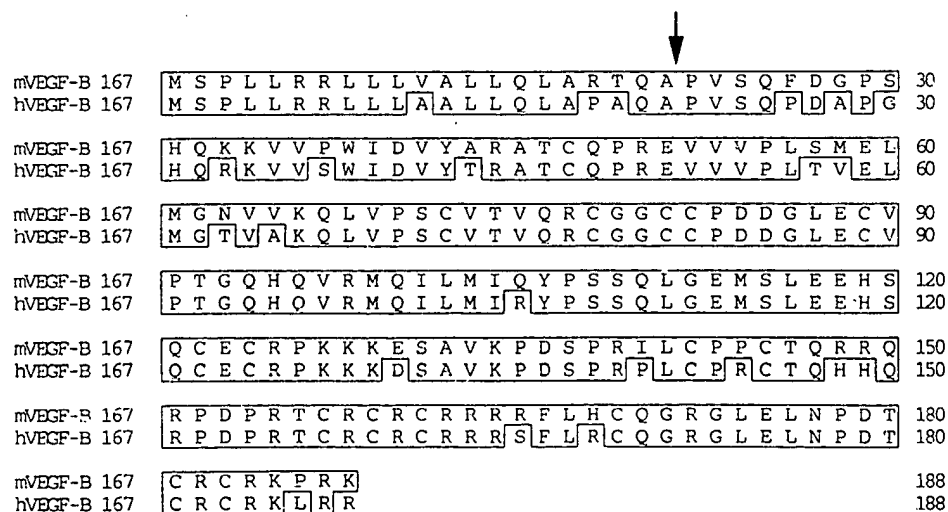 mVEGF-B 167 M S P L L R R L L L V A L L Q L A R T Q A P V S Q F D G P S 30
hVEGF-B 167 M S P L L R R L L L A A L L Q L A P A Q A P V S Q P D A P G 30
mVEGF-B 167 H Q K K V V P W I D V Y A R A T C Q P R E V V V P L S M E L 60
hVEGF-B 167 H Q R K V V S W I D V Y T R A T C Q P R E V V V P L T V E L 60
mVEGF-B 167 M G N V V K Q L V P S C V T V Q R C G G C C P D D G L E C V 90
hVEGF-B 167 M G T V A K Q L V P S C V T V Q R C G G C C P D D G L E C V 90
mVEGF-B 167 P T G Q H Q V R M Q I L M I Q Y P S S Q L G E M S L E E H S 120
hVEGF-B 167 P T G Q H Q V R M Q I L M I R Y P S S Q L G E M S L E E H S 120
mVEGF-B 167 Q C E C R P K K K E S A V K P D S P R I L C P P C T Q R R Q 150
hVEGF-B 167 Q C E C R P K K K D S A V K P D S P R P L C P R C T Q H H Q 150
mVEGF-B 167 R P D P R T C R C R C R R R R F L H C Q G R G L E L N P D T 180
hVEGF-B 167 R P D P R T C R C R C R R R S F L R C Q G R G L E L N P D T 180
mVEGF-B 167 C R C R K P R K 188
hVEGF-B 167 C R C R K L R R 188